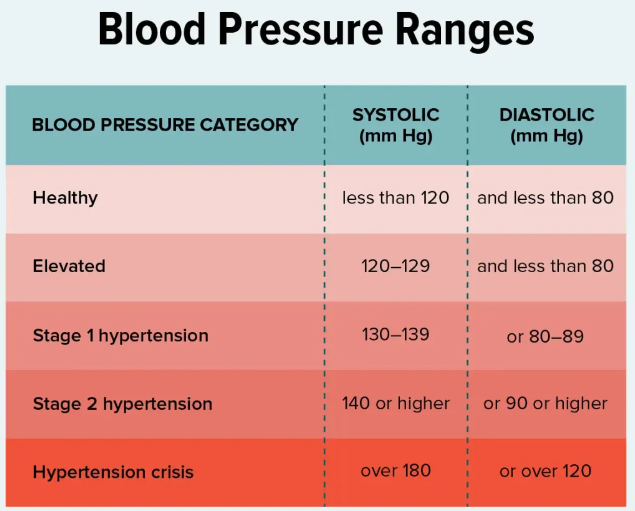 Blood Pressure Ranges
BLOOD PRESSURE CATEGORY SYSTOLIC (mm Hg) DIASTOLIC (mm Hg)
Healthy less than 120 and less than 80
Elevated 120–129 and less than 80
Stage 1 hypertension 130–139 or 80–89
Stage 2 hypertension 140 or higher or 90 or higher
Hypertension crisis over 180 or over 120